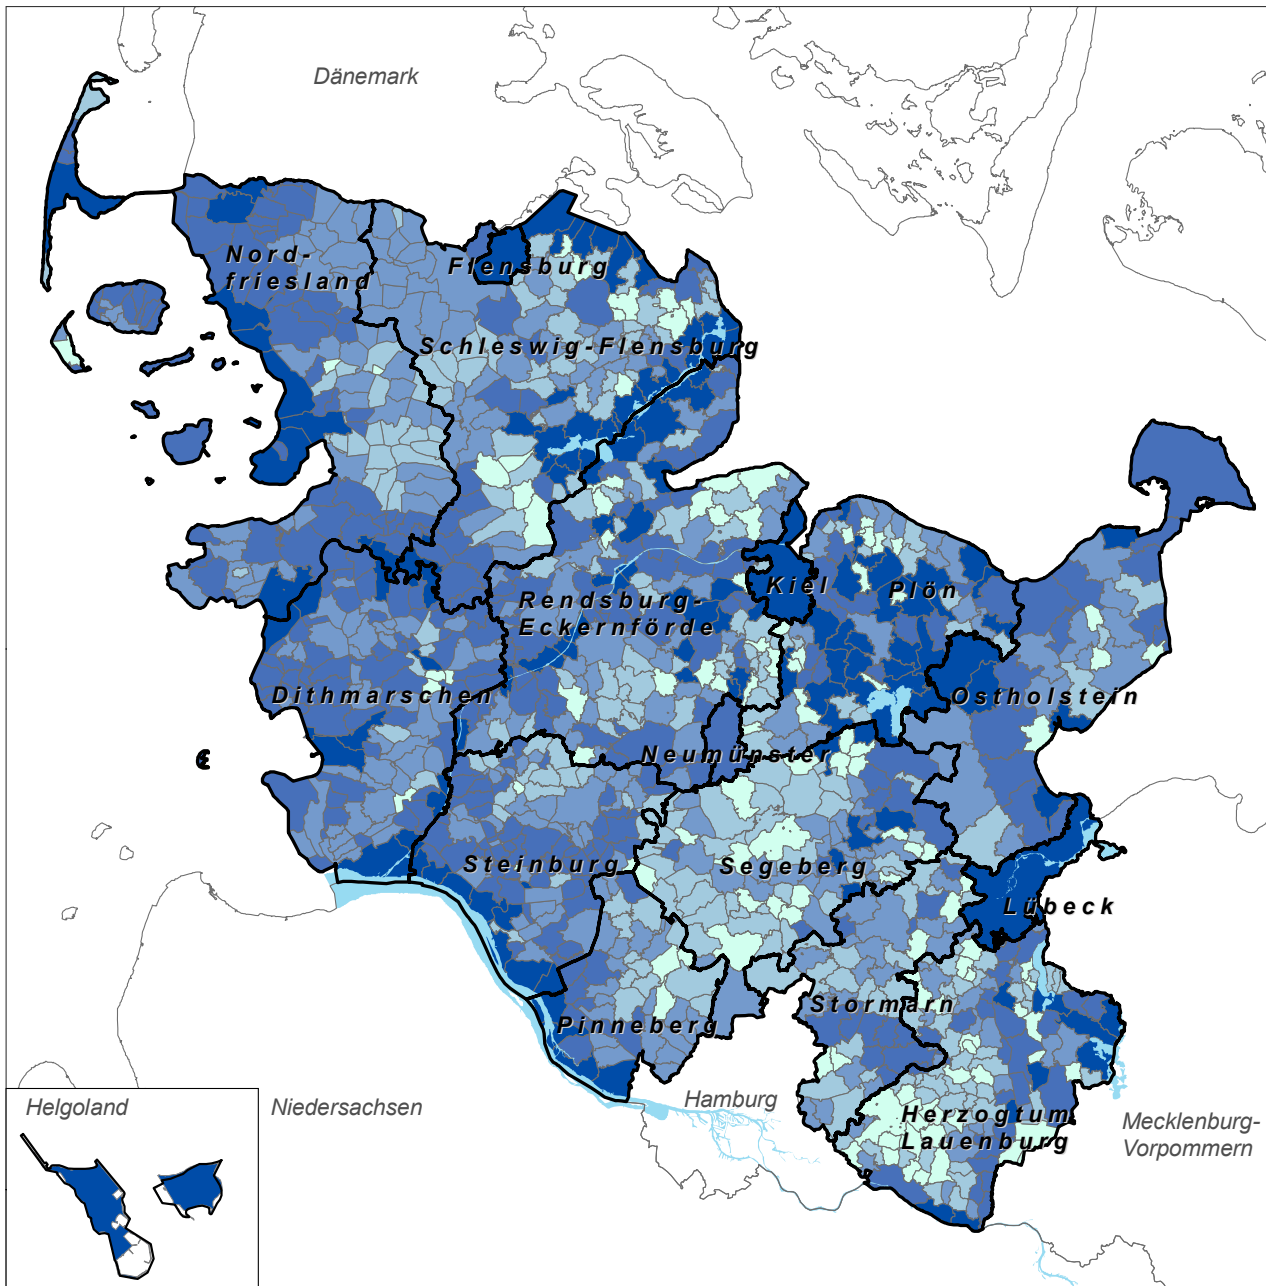 Dänemark
Nord-
friesland
Flensburg
Schleswig-Flensburg
Rendsburg-
Eckernförde
Kiel
Plön
Dithmarschen
Ostholstein
Neumünster
Steinburg
Segeberg
Lübeck
Stormarn
Pinneberg
Helgoland
Niedersachsen
Hamburg
Herzogtum
Lauenburg
Mecklenburg-
Vorpommern